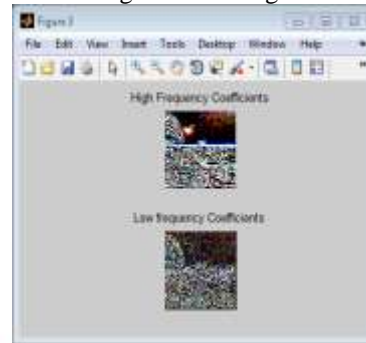 Figure 3
File Edit View Insert Tools Desktop Window Help
High Frequency Coefficients
Low frequency Coefficients